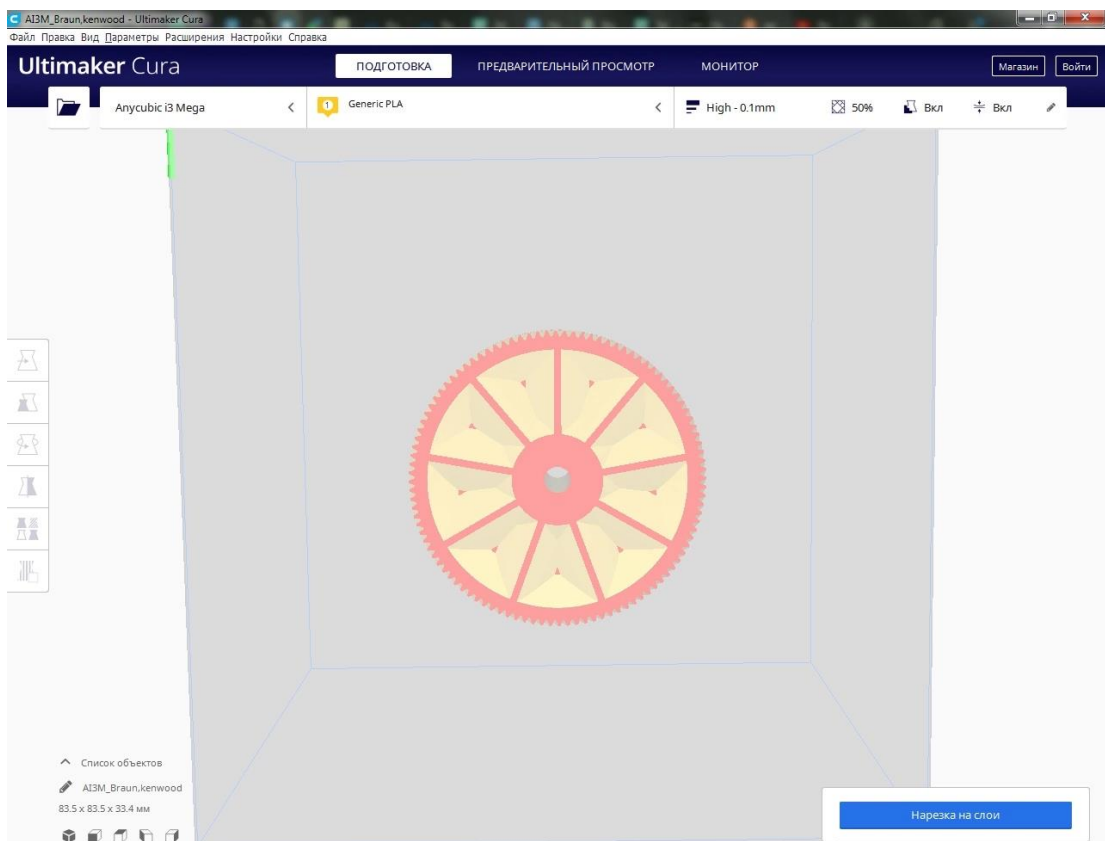 AI3M_Braun,kenwood - Ultimaker Cura
Файл Правка Вид Параметры Расширения Настройки Справка
Ultimaker Cura
ПОДГОТОВКА
ПРЕДВАРИТЕЛЬНЫЙ ПРОСМОТР
МОНИТОР
Магазин
Войти
Anycubic i3 Mega
1
Generic PLA
High - 0.1mm
50%
Вкл
Вкл
Список объектов
AI3M_Braun,kenwood
83.5 x 83.5 x 33.4 мм
Нарезка на слои